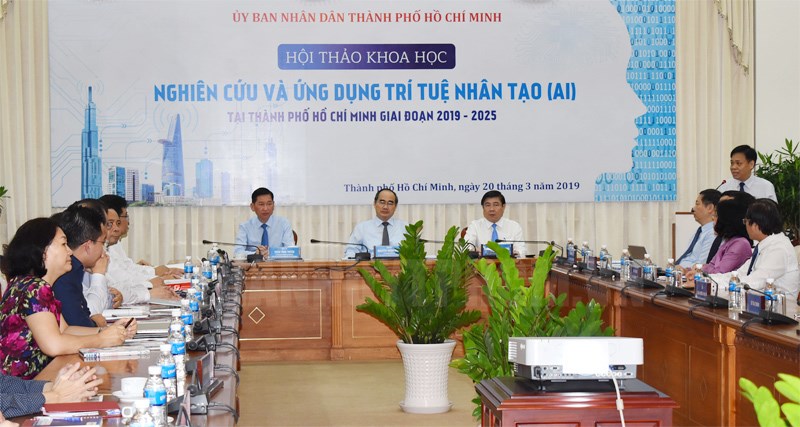 ỦY BAN NHÂN DÂN THÀNH PHỐ HỒ CHÍ MINH
HỘI THẢO KHOA HỌC
NGHIÊN CỨU VÀ ỨNG DỤNG TRÍ TUỆ NHÂN TẠO (AI)
TẠI THÀNH PHỐ HỒ CHÍ MINH GIAI ĐOẠN 2019 - 2025
Thành phố Hồ Chí Minh, ngày 20 tháng 3 năm 2019